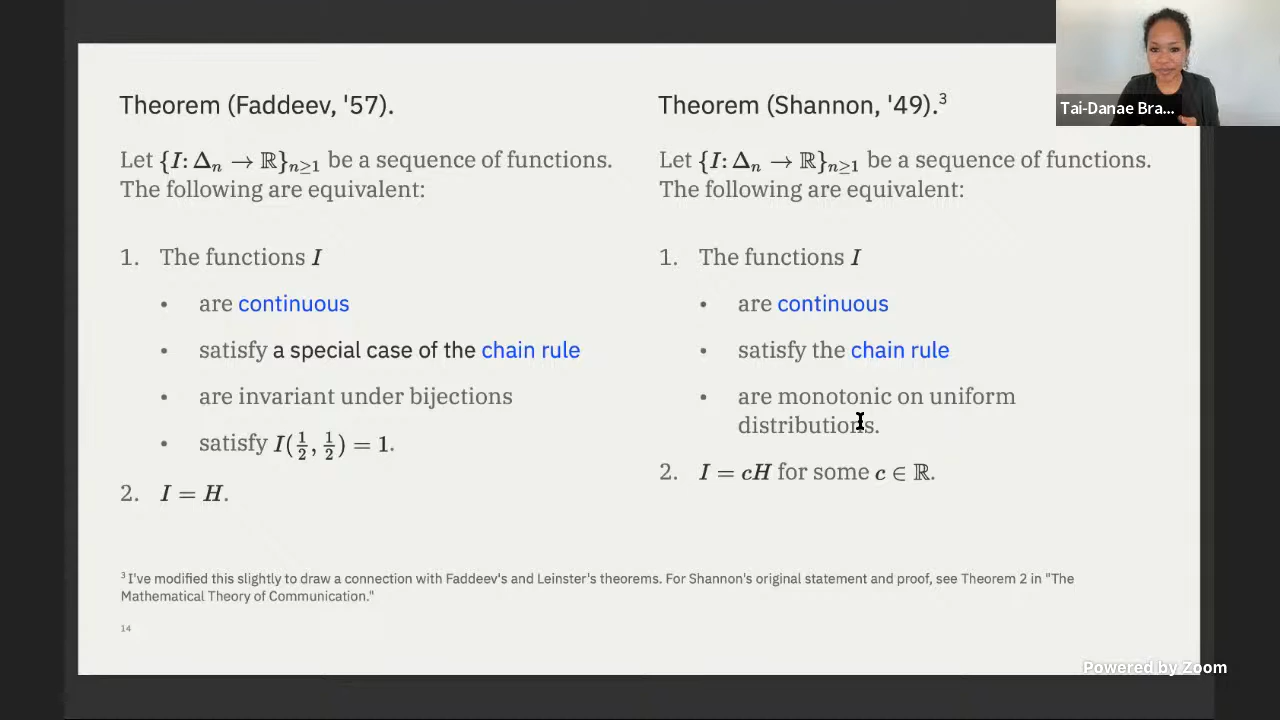 Theorem (Faddeev, '57).
Let {I: Δₙ → ℝ}ₙ≥₁ be a sequence of functions.
The following are equivalent:
1. The functions I
• are continuous
• satisfy a special case of the chain rule
• are invariant under bijections
• satisfy I(½, ½) = 1.
2. I = H.
Theorem (Shannon, '49).³
Let {I: Δₙ → ℝ}ₙ≥₁ be a sequence of functions.
The following are equivalent:
1. The functions I
• are continuous
• satisfy the chain rule
• are monotonic on uniform
distributions.
2. I = cH for some c ∈ ℝ.
³ I've modified this slightly to draw a connection with Faddeev's and Leinster's theorems. For Shannon's original statement and proof, see Theorem 2 in "The
Mathematical Theory of Communication."
14
Tai-Danae Bra...
Powered by Zoom